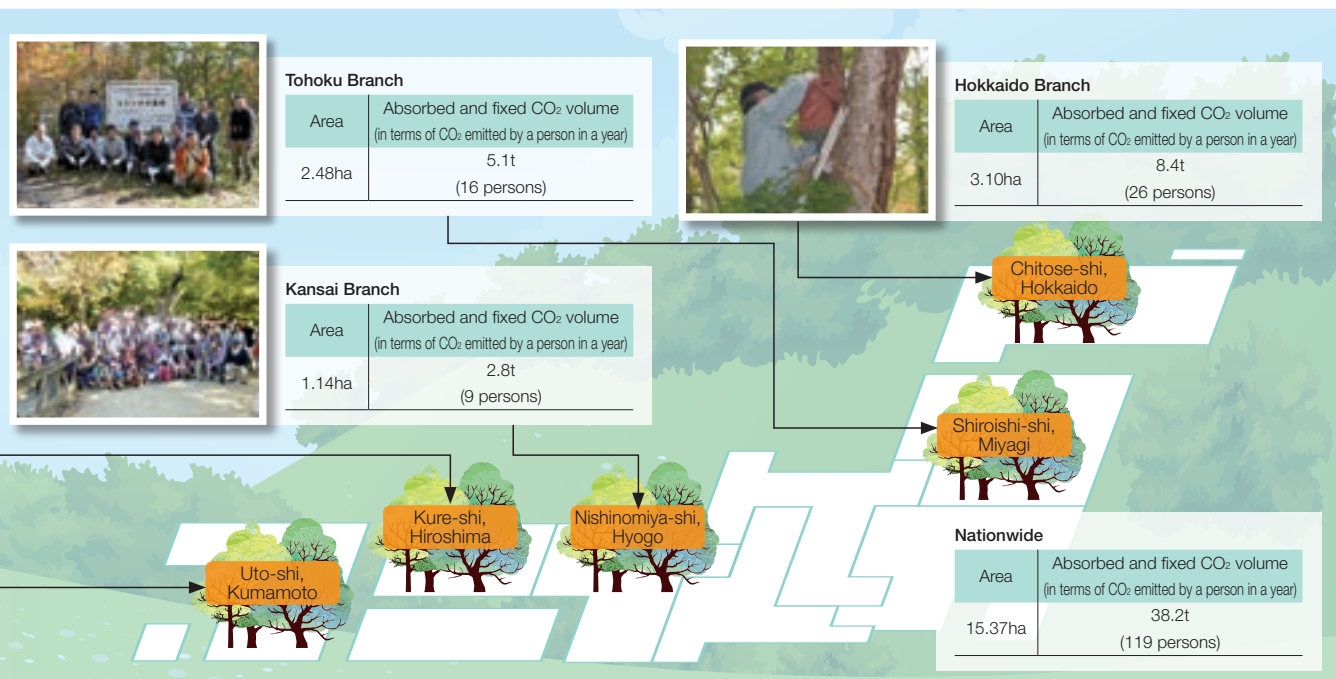 Tohoku Branch
Area
Absorbed and fixed CO₂ volume
(in terms of CO₂ emitted by a person in a year)
2.48ha
5.1t
(16 persons)
Hokkaido Branch
Area
Absorbed and fixed CO₂ volume
(in terms of CO₂ emitted by a person in a year)
3.10ha
8.4t
(26 persons)
Kansai Branch
Area
Absorbed and fixed CO₂ volume
(in terms of CO₂ emitted by a person in a year)
1.14ha
2.8t
(9 persons)
Chitose-shi,
Hokkaido
Shiroishi-shi,
Miyagi
Kure-shi,
Hiroshima
Nishinomiya-shi,
Hyogo
Uto-shi,
Kumamoto
Nationwide
Area
Absorbed and fixed CO₂ volume
(in terms of CO₂ emitted by a person in a year)
15.37ha
38.2t
(119 persons)